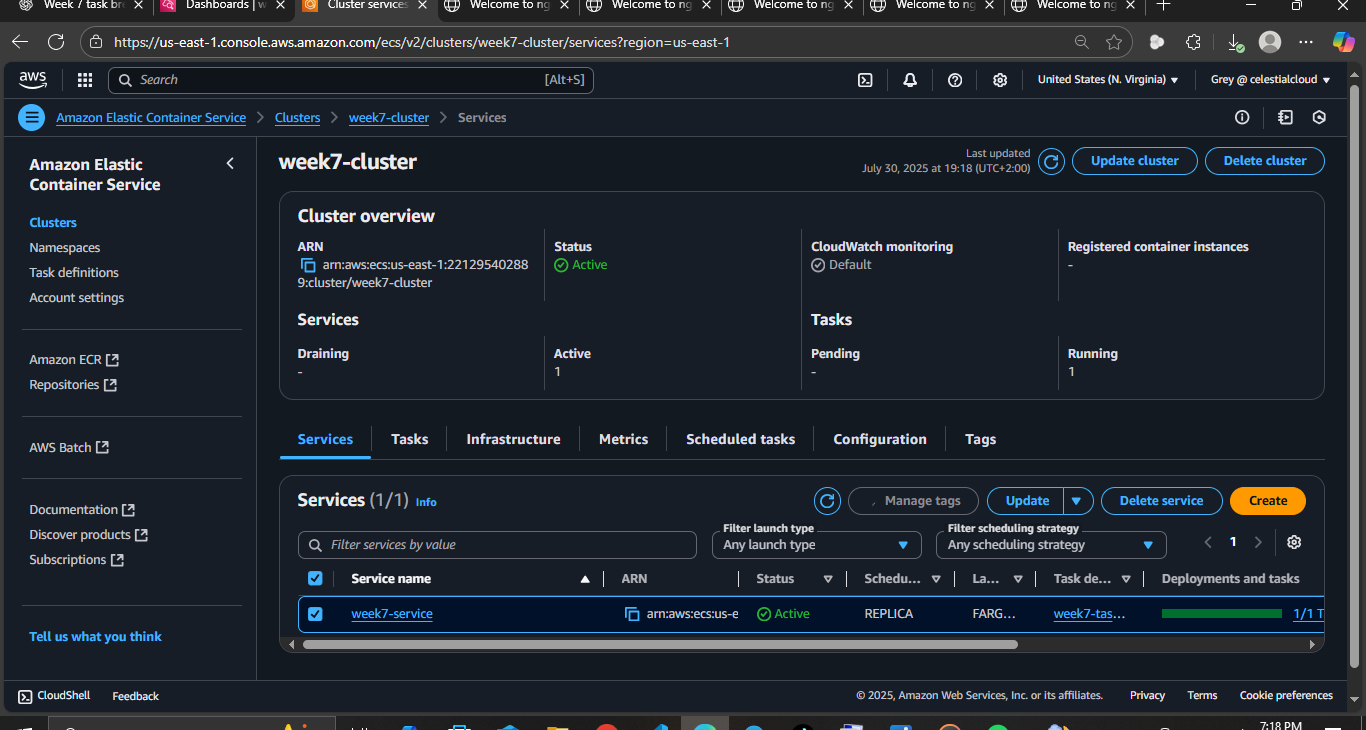 Week 7 task bre
Dashboards | w
Cluster services
Welcome to ng
Welcome to ng
Welcome to ng
Welcome to ng
Welcome to ng
https://us-east-1.console.aws.amazon.com/ecs/v2/clusters/week7-cluster/services?region=us-east-1
aws
Search
[Alt+S]
United States (N. Virginia)
Grey @ celestialcloud
Amazon Elastic Container Service
Clusters
week7-cluster
Services
Amazon Elastic
Container Service
Clusters
Namespaces
Task definitions
Account settings
Amazon ECR
Repositories
AWS Batch
Documentation
Discover products
Subscriptions
Tell us what you think
week7-cluster
Last updated
July 30, 2025 at 19:18 (UTC+2:00)
Update cluster
Delete cluster
Cluster overview
ARN
arn:aws:ecs:us-east-1:22129540288
9:cluster/week7-cluster
Status
Active
CloudWatch monitoring
Default
Registered container instances
-
Services
Tasks
Draining
-
Active
1
Pending
-
Running
1
Services
Tasks
Infrastructure
Metrics
Scheduled tasks
Configuration
Tags
Services (1/1) Info
Manage tags
Update
Delete service
Create
Filter services by value
Filter launch type
Any launch type
Filter scheduling strategy
Any scheduling strategy
1
Service name
ARN
Status
Schedu...
La...
Task de...
Deployments and tasks
week7-service
arn:aws:ecs:us-e
Active
REPLICA
FARG...
week7-tas...
1/1 T
CloudShell
Feedback
© 2025, Amazon Web Services, Inc. or its affiliates.
Privacy
Terms
Cookie preferences
7:18 PM